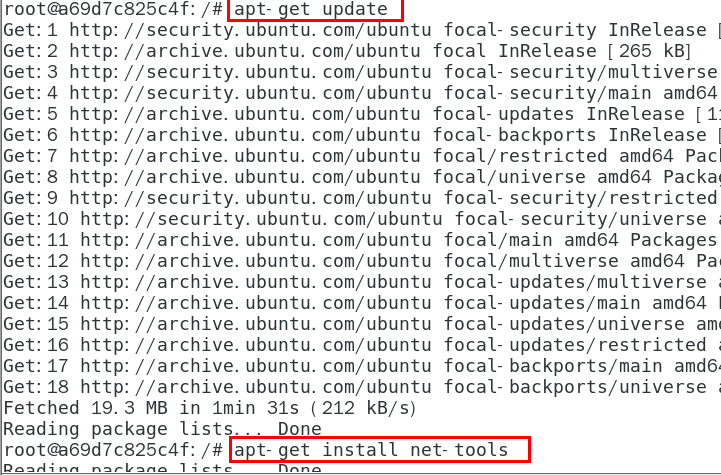 root@a69d7c825c4f:/# apt-get update
Get:1 http://security.ubuntu.com/ubuntu focal-security InRelease [
Get:2 http://archive.ubuntu.com/ubuntu focal InRelease [265 kB]
Get:3 http://security.ubuntu.com/ubuntu focal-security/multiverse
Get:4 http://security.ubuntu.com/ubuntu focal-security/main amd64
Get:5 http://archive.ubuntu.com/ubuntu focal-updates InRelease [11
Get:6 http://archive.ubuntu.com/ubuntu focal-backports InRelease [
Get:7 http://archive.ubuntu.com/ubuntu focal/restricted amd64 Pack
Get:8 http://archive.ubuntu.com/ubuntu focal/universe amd64 Packag
Get:9 http://security.ubuntu.com/ubuntu focal-security/restricted
Get:10 http://security.ubuntu.com/ubuntu focal-security/universe a
Get:11 http://archive.ubuntu.com/ubuntu focal/main amd64 Packages
Get:12 http://archive.ubuntu.com/ubuntu focal/multiverse amd64 Pac
Get:13 http://archive.ubuntu.com/ubuntu focal-updates/multiverse a
Get:14 http://archive.ubuntu.com/ubuntu focal-updates/main amd64 P
Get:15 http://archive.ubuntu.com/ubuntu focal-updates/universe amd
Get:16 http://archive.ubuntu.com/ubuntu focal-updates/restricted a
Get:17 http://archive.ubuntu.com/ubuntu focal-backports/main amd64
Get:18 http://archive.ubuntu.com/ubuntu focal-backports/universe a
Fetched 19.3 MB in 1min 31s (212 kB/s)
Reading package lists... Done
root@a69d7c825c4f:/# apt-get install net-tools
Reading package lists... Done